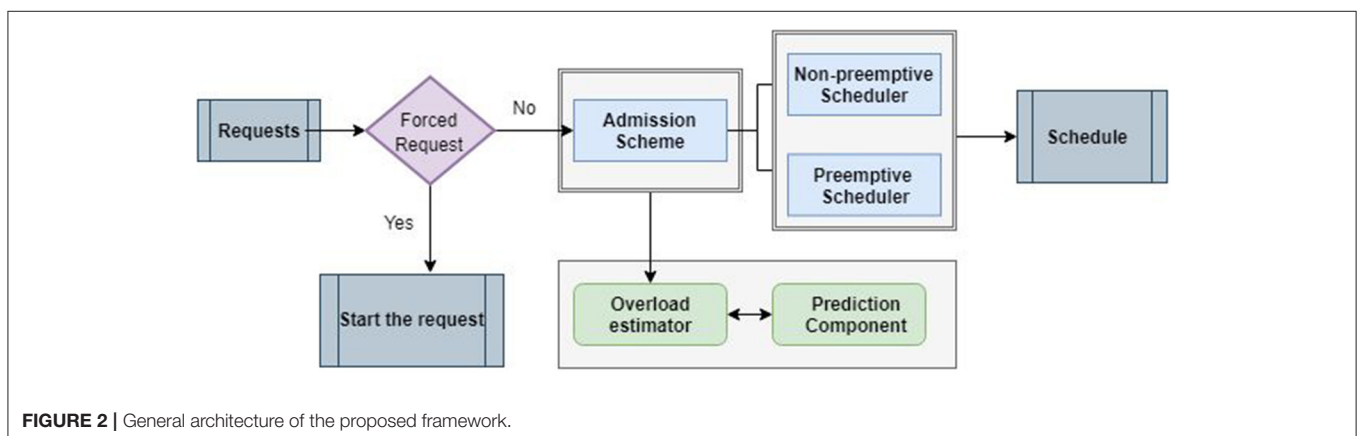 Requests
Forced
Request
No
Yes
Start the request
Admission
Scheme
Non-preemptive
Scheduler
Preemptive
Scheduler
Schedule
Overload
estimator
Prediction
Component
FIGURE 2 | General architecture of the proposed framework.